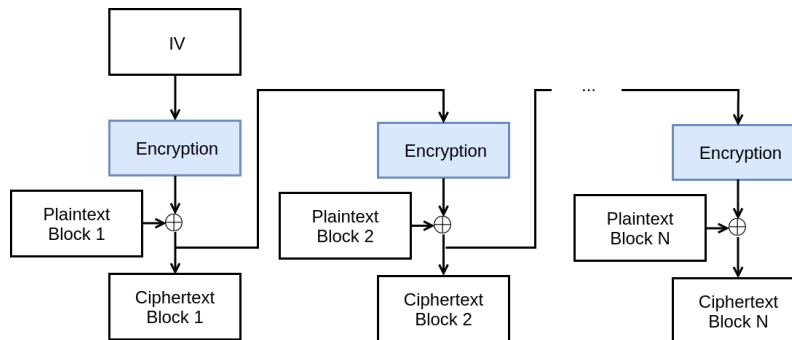 IV
...
Encryption
Encryption
Encryption
Plaintext
Block 1
Plaintext
Block 2
Plaintext
Block N
Ciphertext
Block 1
Ciphertext
Block 2
Ciphertext
Block N